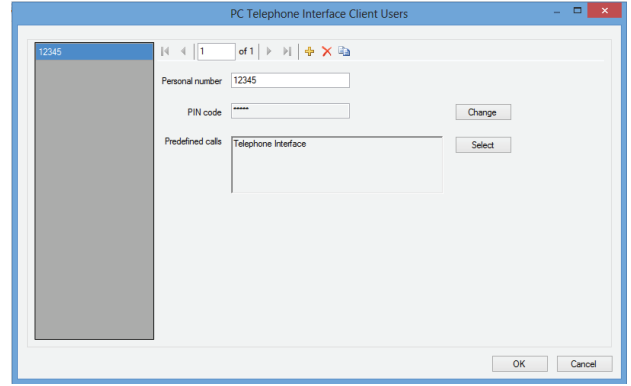 PC Telephone Interface Client Users
12345
1 of 1
Personal number 12345
PIN code *****
Change
Predefined calls Telephone Interface
Select
OK Cancel